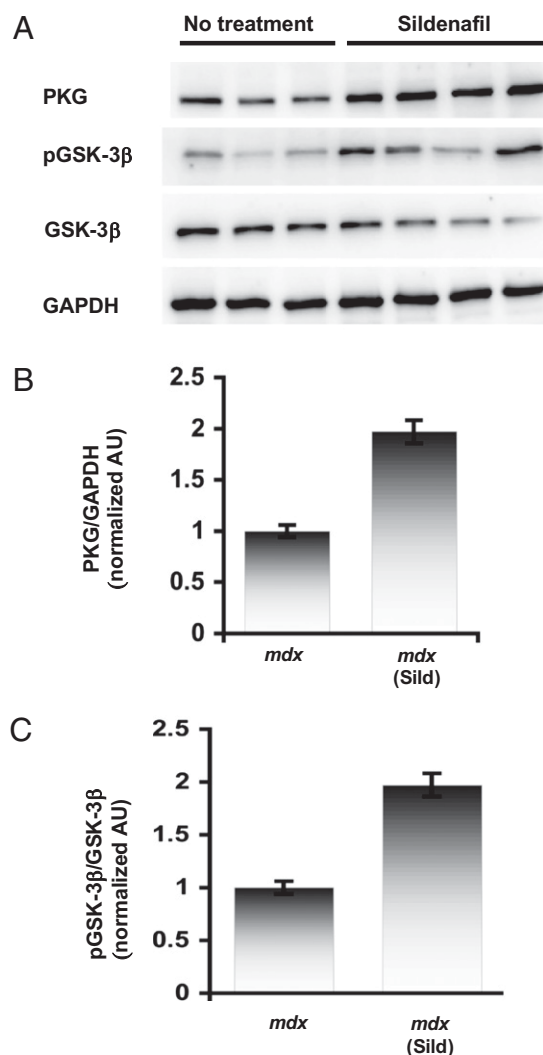 A
No treatment
Sildenafil
PKG
pGSK-3β
GSK-3β
GAPDH
B
PKG/GAPDH
(normalized AU)
2.5
2
1.5
1
0.5
0
mdx
mdx
(Sild)
C
pGSK-3β/GSK-3β
(normalized AU)
2.5
2
1.5
1
0.5
0
mdx
mdx
(Sild)